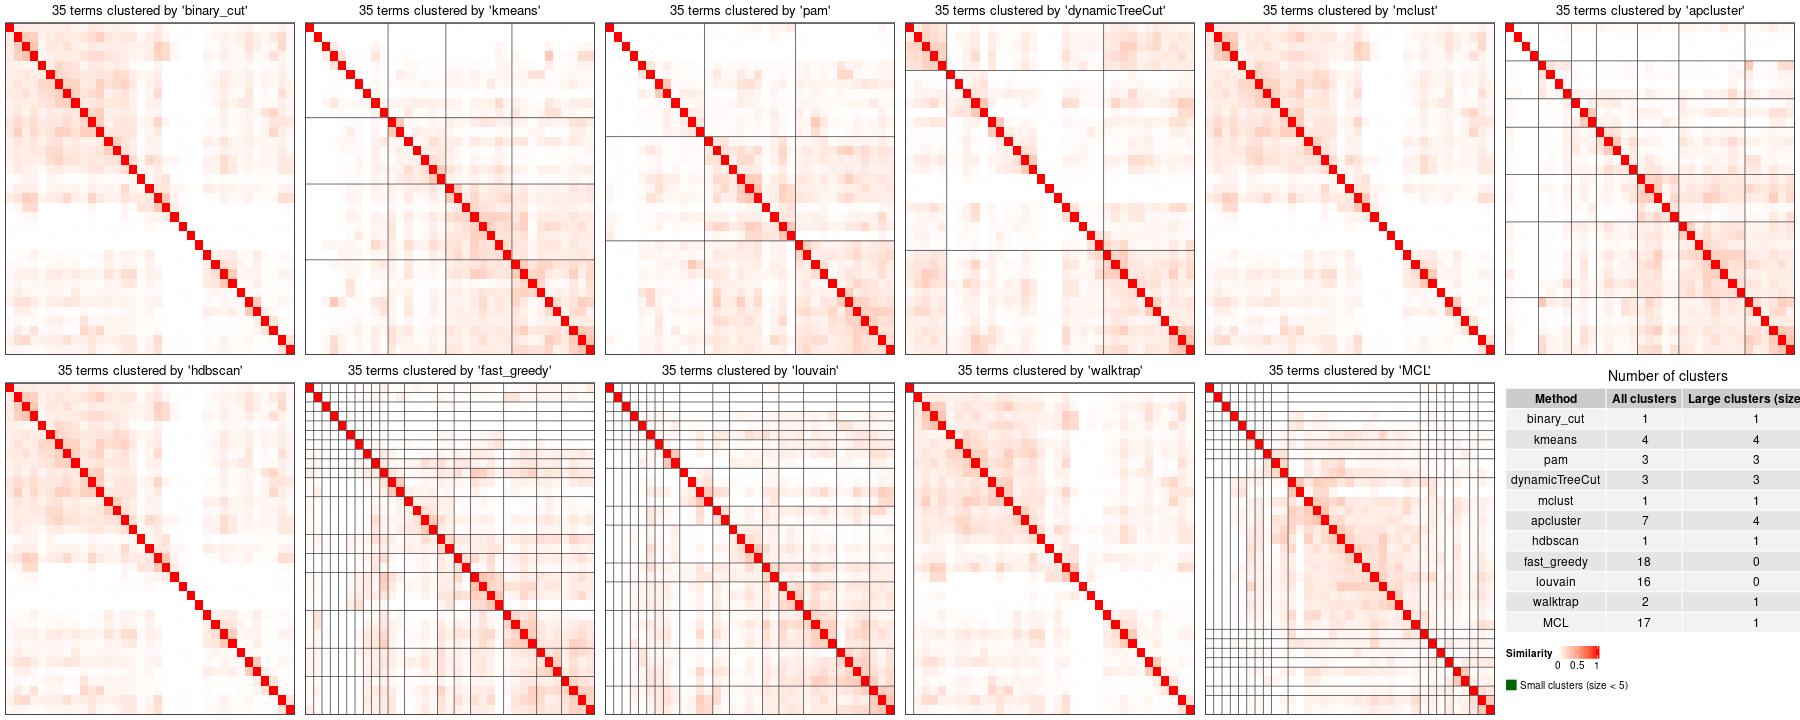 35 terms clustered by 'binary_cut'
35 terms clustered by 'kmeans'
35 terms clustered by 'pam'
35 terms clustered by 'dynamicTreeCut'
35 terms clustered by 'mclust'
35 terms clustered by 'apcluster'
35 terms clustered by 'hdbscan'
35 terms clustered by 'fast_greedy'
35 terms clustered by 'louvain'
35 terms clustered by 'walktrap'
35 terms clustered by 'MCL'
Number of clusters
Method All clusters Large clusters (size
binary_cut 1 1
kmeans 4 4
pam 3 3
dynamicTreeCut 3 3
mclust 1 1
apcluster 7 4
hdbscan 1 1
fast_greedy 18 0
louvain 16 0
walktrap 2 1
MCL 17 1
Similarity
0 0.5 1
Small clusters (size < 5)